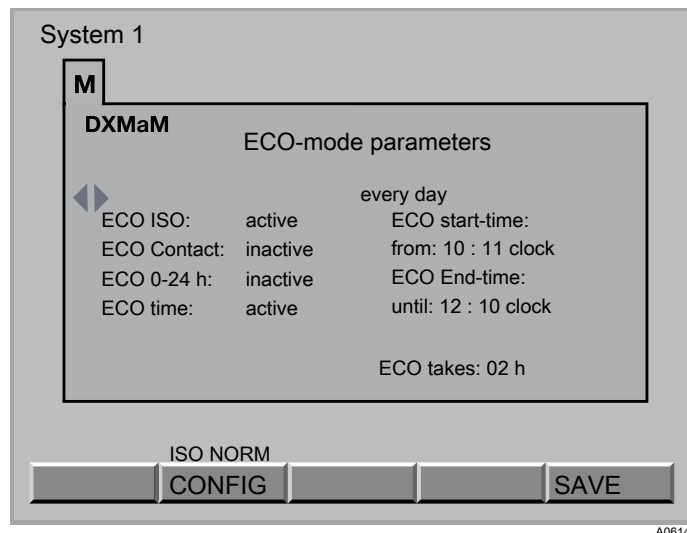 System 1
M
DXMaM
ECO-mode parameters
every day
ECO ISO: active
ECO start-time:
ECO Contact: inactive
from: 10 : 11 clock
ECO 0-24 h: inactive
ECO End-time:
ECO time: active
until: 12 : 10 clock
ECO takes: 02 h
ISO NORM
CONFIG
SAVE